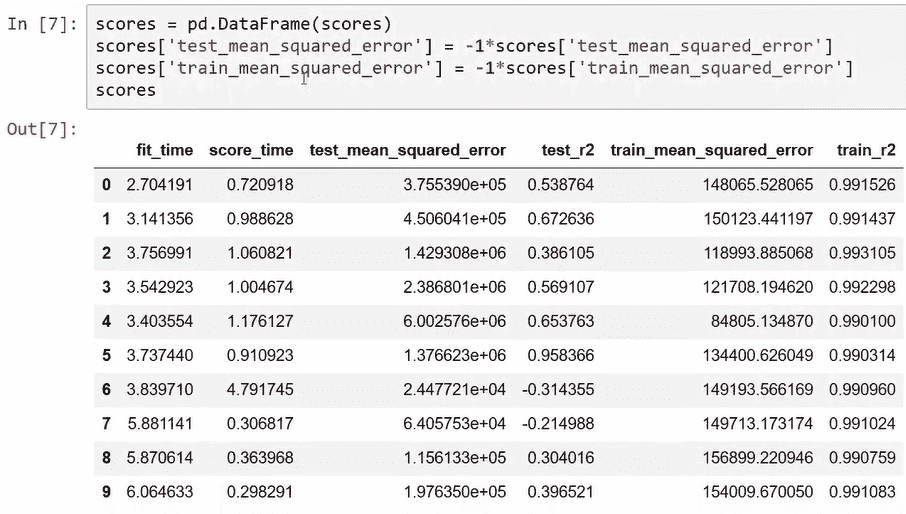 In [7]: scores = pd.DataFrame(scores)
scores['test_mean_squared_error'] = -1*scores['test_mean_squared_error']
scores['train_mean_squared_error'] = -1*scores['train_mean_squared_error']
scores
Out[7]:
fit_time score_time test_mean_squared_error test_r2 train_mean_squared_error train_r2
0 2.704191 0.720918 3.755390e+05 0.538764 148065.528065 0.991526
1 3.141356 0.988628 4.506041e+05 0.672636 150123.441197 0.991437
2 3.756991 1.060821 1.429308e+06 0.386105 118993.885068 0.993105
3 3.542923 1.004674 2.386801e+06 0.569107 121708.194620 0.992298
4 3.403554 1.176127 6.002576e+06 0.653763 84805.134870 0.990100
5 3.737440 0.910923 1.376623e+06 0.958366 134400.626049 0.990314
6 3.839710 4.791745 2.447721e+04 -0.314355 149193.566169 0.990960
7 5.881141 0.306817 6.405753e+04 -0.214988 149713.173174 0.991024
8 5.870614 0.363968 1.156133e+05 0.304016 156899.220946 0.990759
9 6.064633 0.298291 1.976350e+05 0.396521 154009.670050 0.991083